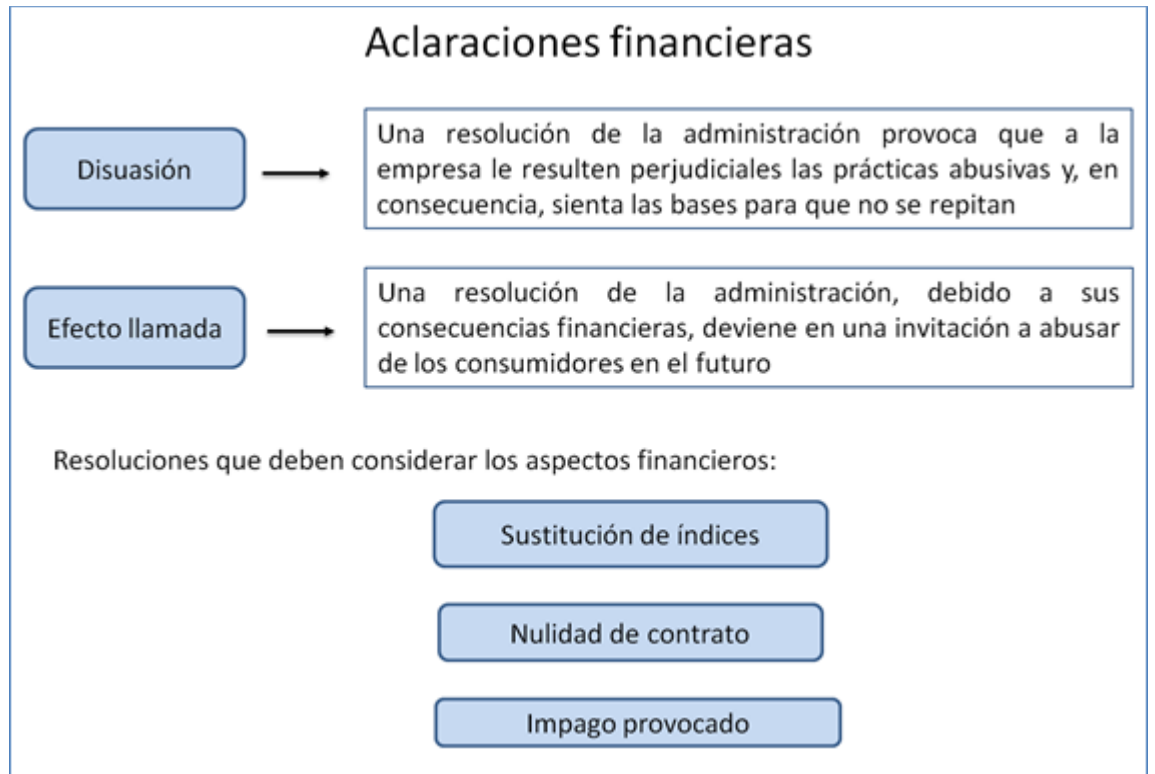 Aclaraciones financieras
Disuasión
Una resolución de la administración provoca que a la
empresa le resulten perjudiciales las prácticas abusivas y, en
consecuencia, sienta las bases para que no se repitan
Efecto llamada
Una resolución de la administración, debido a sus
consecuencias financieras, deviene en una invitación a abusar
de los consumidores en el futuro
Resoluciones que deben considerar los aspectos financieros:
Sustitución de índices
Nulidad de contrato
Impago provocado